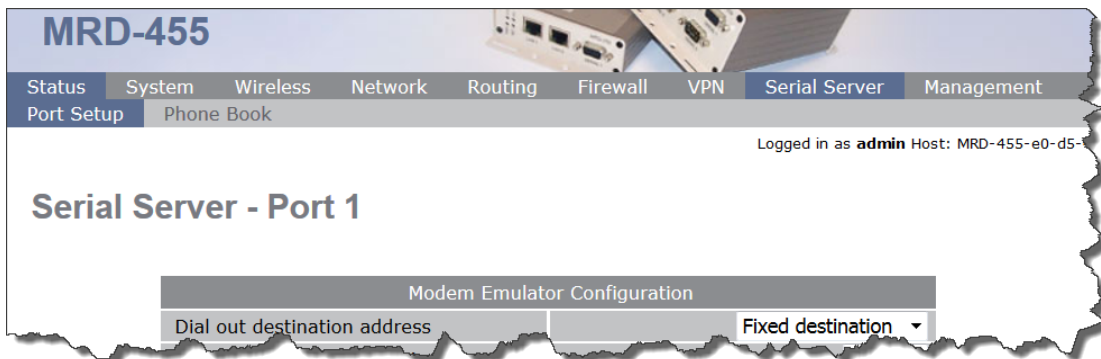 MRD-455
Status System Wireless Network Routing Firewall VPN Serial Server Management
Port Setup Phone Book
Logged in as admin Host: MRD-455-e0-d5-
Serial Server - Port 1
Modem Emulator Configuration
Dial out destination address Fixed destination